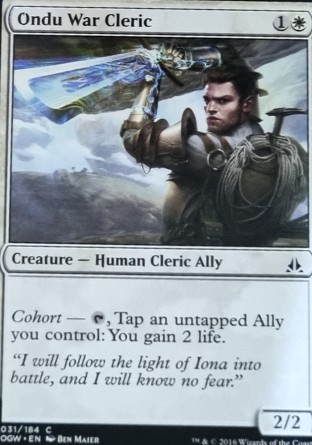 Ondu War Cleric 1
Creature — Human Cleric Ally
Cohort — , Tap an untapped Ally
you control: You gain 2 life.
"I will follow the light of Iona into
battle, and I will know no fear."
031/184 C
OGW • EN Ben Maier
2/2
™ & © 2016 Wizards of the Coast